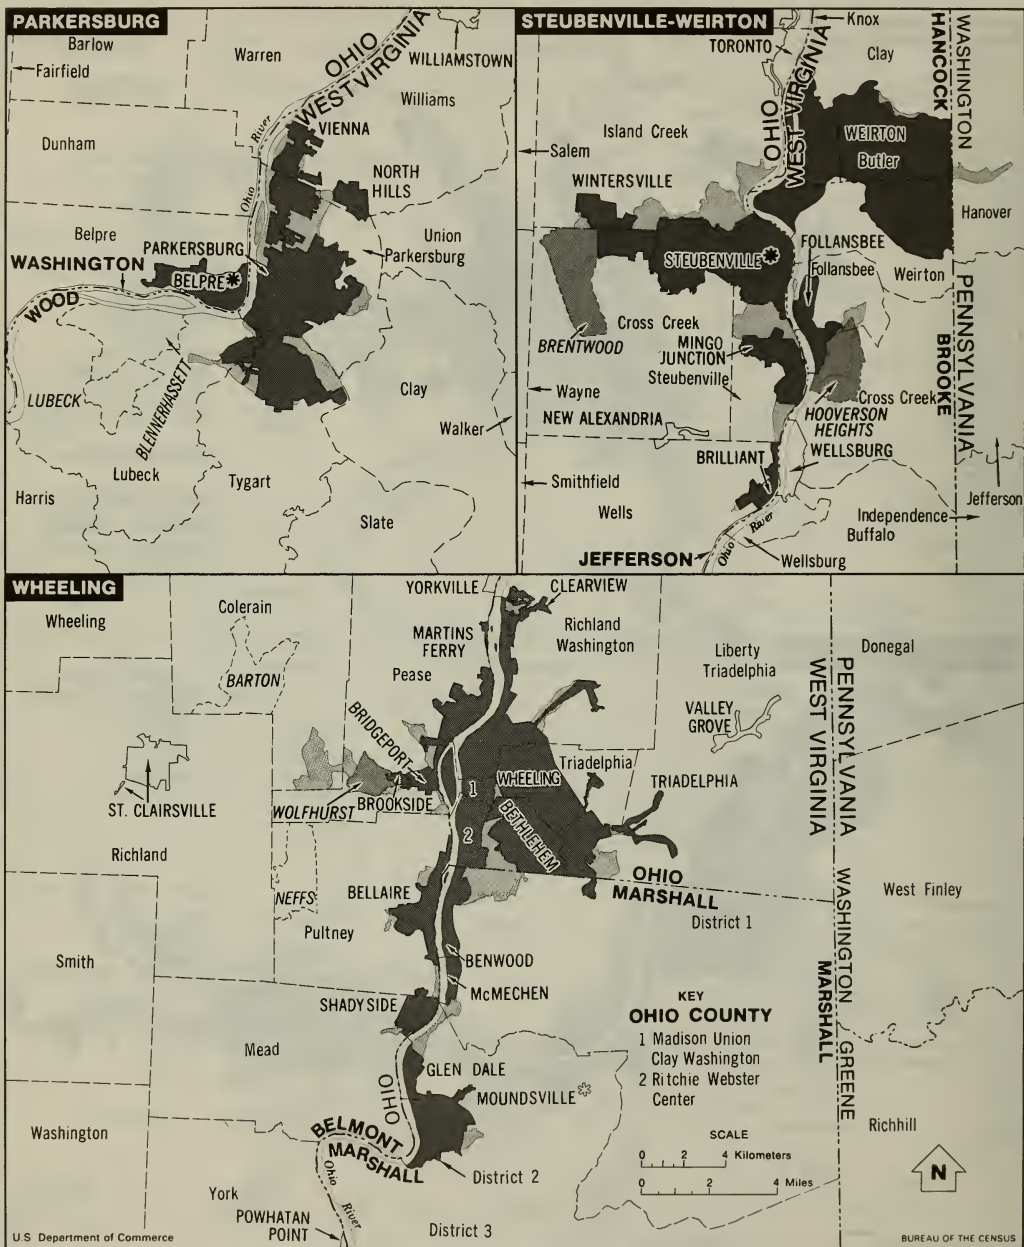 PARKERSBURG
Barlow
Warren
OHIO
WEST VIRGINIA
WILLIAMSTOWN
Fairfield
Williams
River
VIENNA
Dunham
NORTH
HILLS
Ohio
Belpre
PARKERSBURG
Union
Parkersburg
WASHINGTON
BELPRE
WOOD
BLENNERHASSETT
LUBECK
Clay
Walker
Lubeck
Harris
Tygart
Slate
STEUBENVILLE-WEIRTON
Knox
TORONTO
Clay
HANCOCK
WASHINGTON
OHIO
WEST VIRGINIA
Island Creek
WEIRTON
Butler
Salem
WINTERSVILLE
Hanover
FOLLANSBEE
STEUBENVILLE
Follansbee
Weirton
PENNSYLVANIA
BROOKE
Cross Creek
BRENTWOOD
MINGO
JUNCTION
Steubenville
Wayne
Cross Creek
NEW ALEXANDRIA
HOOVERSON
HEIGHTS
BRILLIANT
WELLSBURG
Smithfield
Jefferson
Wells
Independence
Buffalo
River
Ohio
JEFFERSON
Wellsburg
WHEELING
YORKVILLE
CLEARVIEW
Wheeling
Colerain
MARTINS
FERRY
Richland
Washington
Liberty
Triadelphia
Donegal
Pease
BARTON
PENNSYLVANIA
WEST VIRGINIA
VALLEY
GROVE
BRIDGEPORT
Triadelphia
WHEELING
TRIADELPHIA
1
ST. CLAIRSVILLE
WOLFHURST
BROOKSIDE
BETHLEHEM
2
Richland
OHIO
MARSHALL
WASHINGTON
West Finley
NEFFS
BELLAIRE
District 1
Pultney
Smith
BENWOOD
McMECHEN
MARSHALL
GREENE
SHADYSIDE
KEY
OHIO COUNTY
1 Madison Union
Clay Washington
2 Ritchie Webster
Center
Mead
GLEN DALE
OHIO
MOUNDSVILLE
Washington
BELMONT
MARSHALL
Richhill
SCALE
0 2 4 Kilometers
0 2 4 Miles
N
District 2
Ohio
River
York
POWHATAN
POINT
District 3
U.S. Department of Commerce
BUREAU OF THE CENSUS